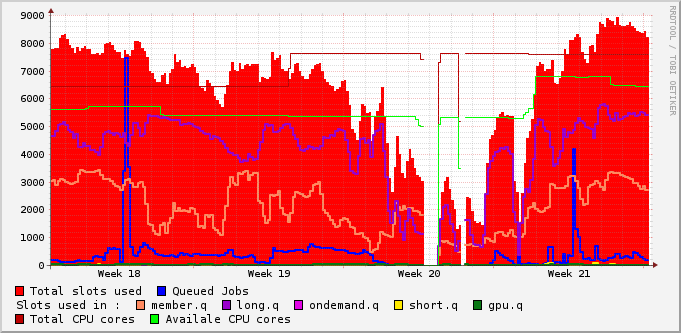 RRDTOOL / TOBI OETIKER
9000
8000
7000
6000
5000
4000
3000
2000
1000
0
Week 18 Week 19 Week 20 Week 21
Total slots used Queued Jobs
Slots used in : member.q long.q ondemand.q short.q gpu.q
Total CPU cores Availale CPU cores